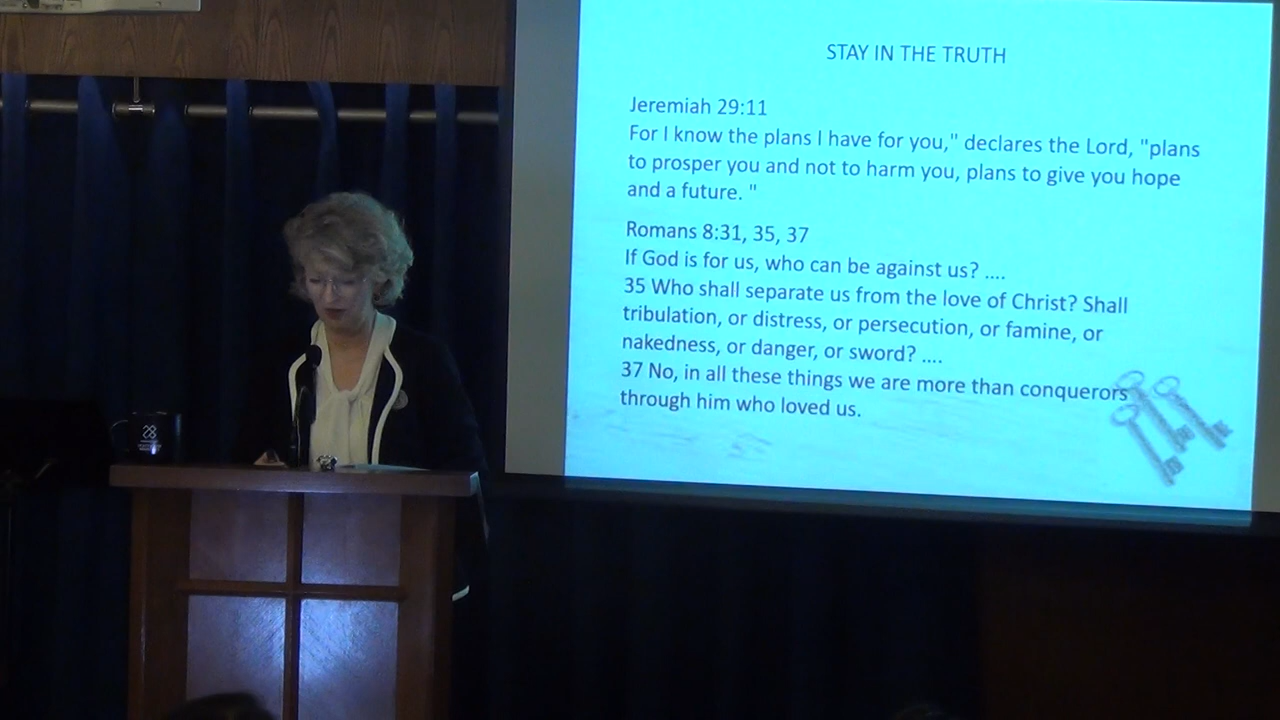 STAY IN THE TRUTH
Jeremiah 29:11
For I know the plans I have for you," declares the Lord, "plans
to prosper you and not to harm you, plans to give you hope
and a future. "
Romans 8:31, 35, 37
If God is for us, who can be against us? ....
35 Who shall separate us from the love of Christ? Shall
tribulation, or distress, or persecution, or famine, or
nakedness, or danger, or sword? ....
37 No, in all these things we are more than conquerors
through him who loved us.